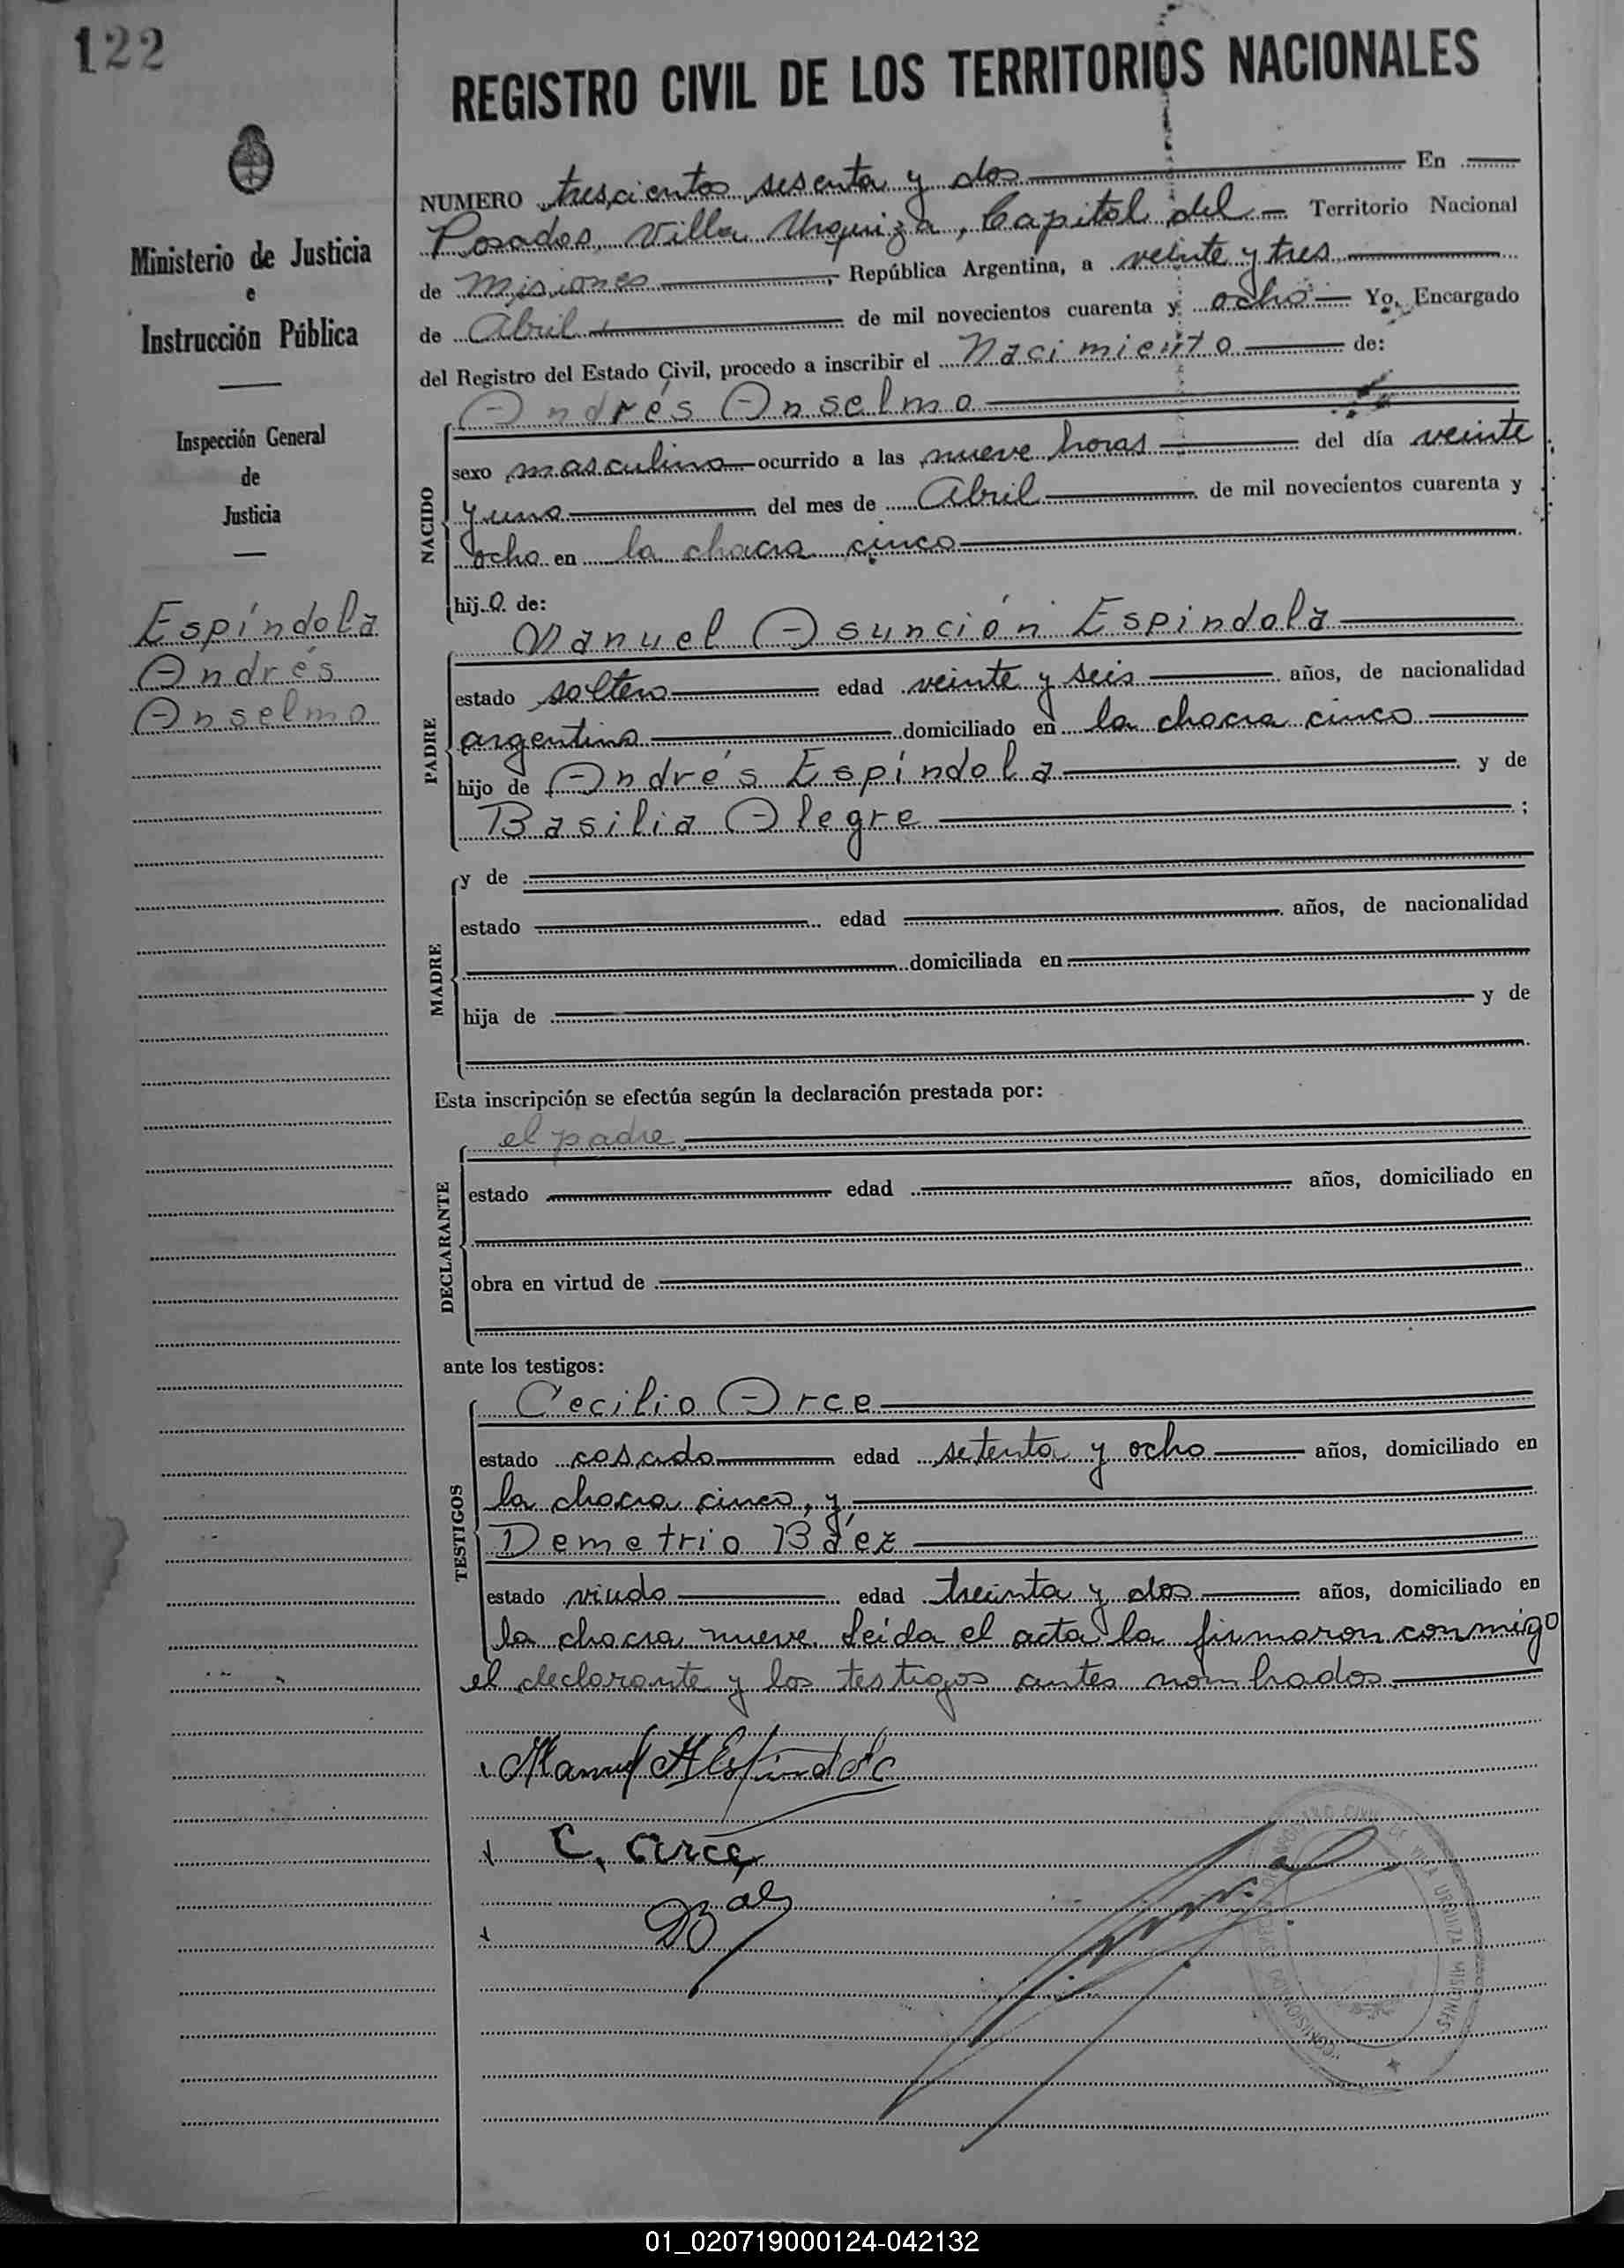 122
REGISTRO CIVIL DE LOS TERRITORIOS NACIONALES
Ministerio de Justicia
e
Instrucción Pública
Inspección General
de
Justicia
Espíndola
Andrés
Anselmo
NUMERO trescientos sesenta y dos En
Posadas, Villa Urquiza, Capital del Territorio Nacional
de Misiones, República Argentina, a veinte y tres
de Abril de mil novecientos cuarenta y ocho Yo, Encargado
del Registro del Estado Civil, procedo a inscribir el Nacimiento de:
Andrés Anselmo
NACIDO
sexo masculino ocurrido a las nueve horas del día veinte
y uno del mes de Abril de mil novecientos cuarenta y
ocho en la chacra cinco
hijo de:
Manuel Asunción Espíndola
PADRE
estado soltero edad veinte y seis años, de nacionalidad
argentina domiciliado en la chacra cinco
hijo de Andrés Espíndola y de
Basilia Alegre ;
MADRE
y de
estado edad años, de nacionalidad
domiciliada en
hija de y de
Esta inscripción se efectúa según la declaración prestada por:
el padre
DECLARANTE
estado edad años, domiciliado en
obra en virtud de
ante los testigos:
Cecilio Arce
TESTIGOS
estado casado edad setenta y ocho años, domiciliado en
la chacra cinco, y
Demetrio Báez
estado viudo edad treinta y dos años, domiciliado en
la chacra nueve. Leída el acta la firmaron conmigo
el declarante y los testigos antes nombrados.
Manuel A Espindola
C. Arce
URQUIZA MISIONES
01_020719000124-042132